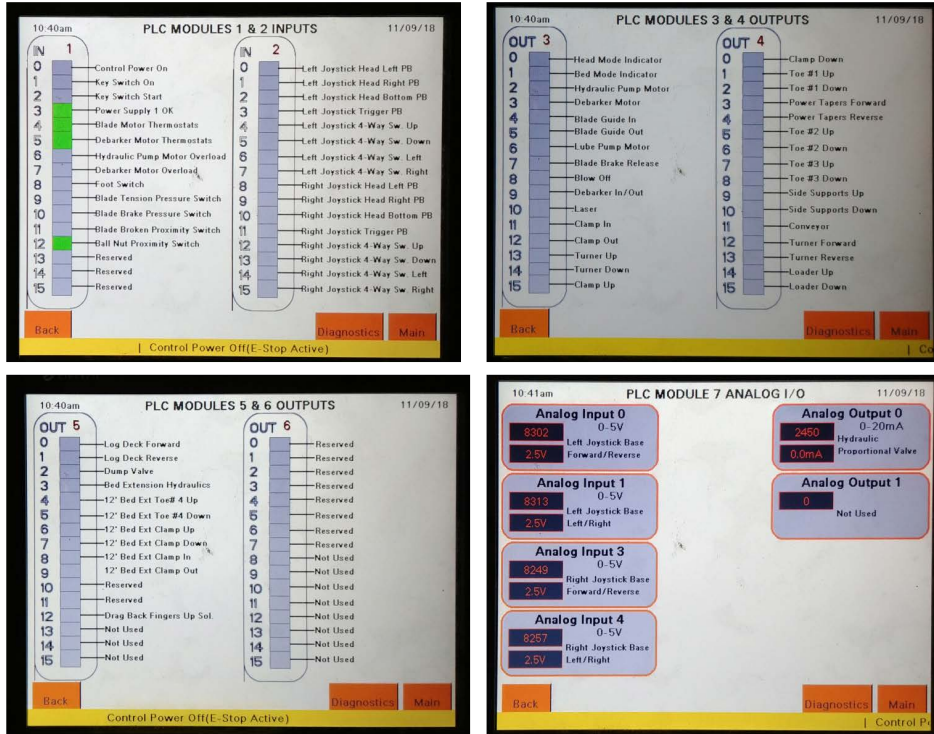 10:40am PLC MODULES 1 & 2 INPUTS 11/09/18
IN 1
0 Control Power On
1 Key Switch On
2 Key Switch Start
3 Power Supply 1 OK
4 Blade Motor Thermostats
5 Debarker Motor Thermostats
6 Hydraulic Pump Motor Overload
7 Debarker Motor Overload
8 Foot Switch
9 Blade Tension Pressure Switch
10 Blade Brake Pressure Switch
11 Blade Broken Proximity Switch
12 Ball Nut Proximity Switch
13 Reserved
14 Reserved
15 Reserved
IN 2
0 Left Joystick Head Left PB
1 Left Joystick Head Right PB
2 Left Joystick Head Bottom PB
3 Left Joystick Trigger PB
4 Left Joystick 4-Way Sw. Up
5 Left Joystick 4-Way Sw. Down
6 Left Joystick 4-Way Sw. Left
7 Left Joystick 4-Way Sw. Right
8 Right Joystick Head Left PB
9 Right Joystick Head Right PB
10 Right Joystick Head Bottom PB
11 Right Joystick Trigger PB
12 Right Joystick 4-Way Sw. Up
13 Right Joystick 4-Way Sw. Down
14 Right Joystick 4-Way Sw. Left
15 Right Joystick 4-Way Sw. Right
Back Diagnostics Main
| Control Power Off(E-Stop Active)
10:40am PLC MODULES 3 & 4 OUTPUTS 11/09/18
OUT 3
0 Head Mode Indicator
1 Bed Mode Indicator
2 Hydraulic Pump Motor
3 Debarker Motor
4 Blade Guide In
5 Blade Guide Out
6 Lube Pump Motor
7 Blade Brake Release
8 Blow Off
9 Debarker In/Out
10 Laser
11 Clamp In
12 Clamp Out
13 Turner Up
14 Turner Down
15 Clamp Up
OUT 4
0 Clamp Down
1 Toe #1 Up
2 Toe #1 Down
3 Power Tapers Forward
4 Power Tapers Reverse
5 Toe #2 Up
6 Toe #2 Down
7 Toe #3 Up
8 Toe #3 Down
9 Side Supports Up
10 Side Supports Down
11 Conveyor
12 Turner Forward
13 Turner Reverse
14 Loader Up
15 Loader Down
Back Diagnostics Main
| Co
10:40am PLC MODULES 5 & 6 OUTPUTS 11/09/18
OUT 5
0 Log Deck Forward
1 Log Deck Reverse
2 Dump Valve
3 Bed Extension Hydraulics
4 12' Bed Ext Toe# 4 Up
5 12' Bed Ext Toe #4 Down
6 12' Bed Ext Clamp Up
7 12' Bed Ext Clamp Down
8 12' Bed Ext Clamp In
9 12' Bed Ext Clamp Out
10 Reserved
11 Reserved
12 Drag Back Fingers Up Sol.
13 Not Used
14 Not Used
15 Not Used
OUT 6
0 Reserved
1 Reserved
2 Reserved
3 Reserved
4 Reserved
5 Reserved
6 Reserved
7 Reserved
8 Not Used
9 Not Used
10 Not Used
11 Not Used
12 Not Used
13 Not Used
14 Not Used
15 Not Used
Back Diagnostics Main
Control Power Off(E-Stop Active)
10:41am PLC MODULE 7 ANALOG I/O 11/09/18
Analog Input 0
0-5V
8302
Left Joystick Base
2.5V Forward/Reverse
Analog Input 1
0-5V
8313
Left Joystick Base
2.5V Left/Right
Analog Input 3
0-5V
8249
Right Joystick Base
2.5V Forward/Reverse
Analog Input 4
0-5V
8257
Right Joystick Base
2.5V Left/Right
Analog Output 0
0-20mA
2450 Hydraulic
0.0mA Proportional Valve
Analog Output 1
0
Not Used
Back Diagnostics Main
| Control P